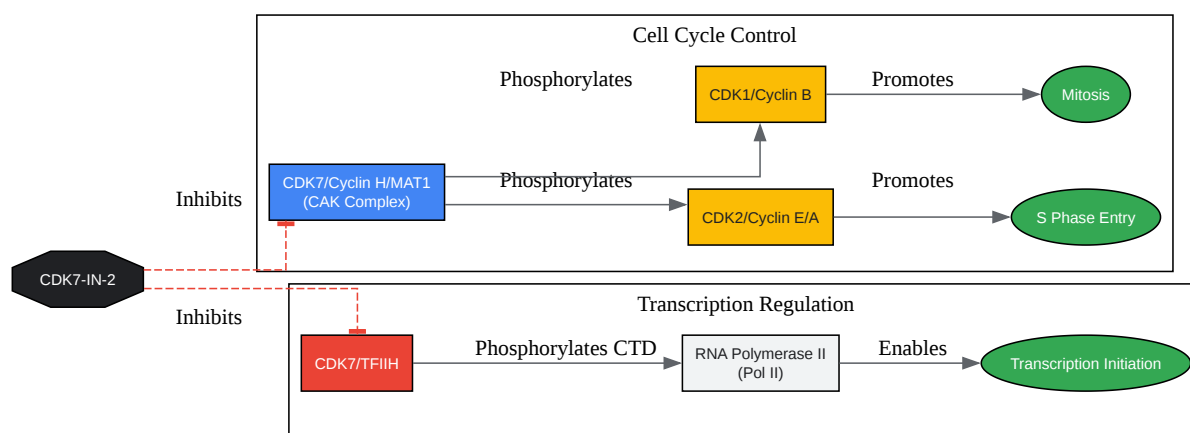 Cell Cycle Control
Phosphorylates
CDK1/Cyclin B
Promotes
Mitosis
CDK7/Cyclin H/MAT1
(CAK Complex)
Phosphorylates
CDK2/Cyclin E/A
Promotes
S Phase Entry
Inhibits
CDK7-IN-2
Inhibits
Transcription Regulation
CDK7/TFIIH
Phosphorylates CTD
RNA Polymerase II
(Pol II)
Enables
Transcription Initiation